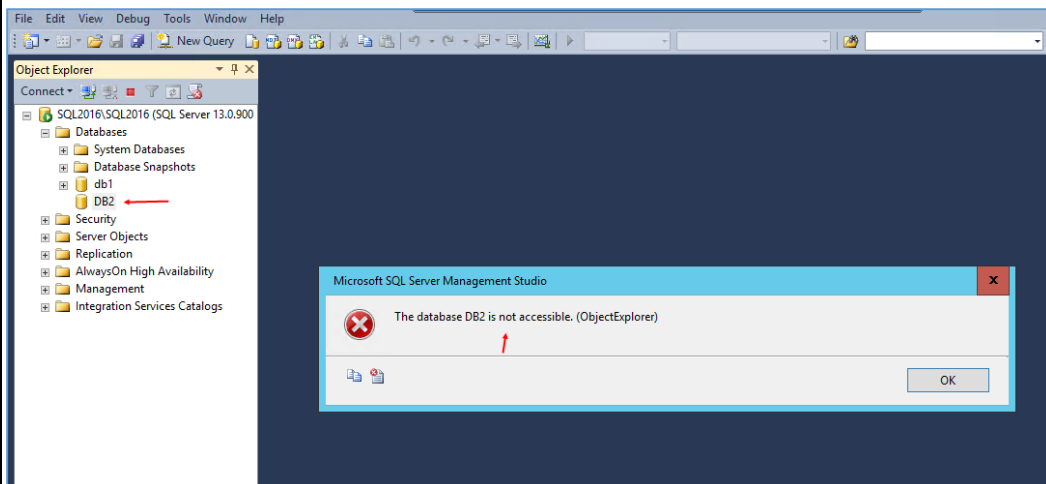 File Edit View Debug Tools Window Help
New Query
Object Explorer
Connect
SQL2016\SQL2016 (SQL Server 13.0.900
Databases
System Databases
Database Snapshots
db1
DB2
Security
Server Objects
Replication
AlwaysOn High Availability
Management
Integration Services Catalogs
Microsoft SQL Server Management Studio
The database DB2 is not accessible. (ObjectExplorer)
OK